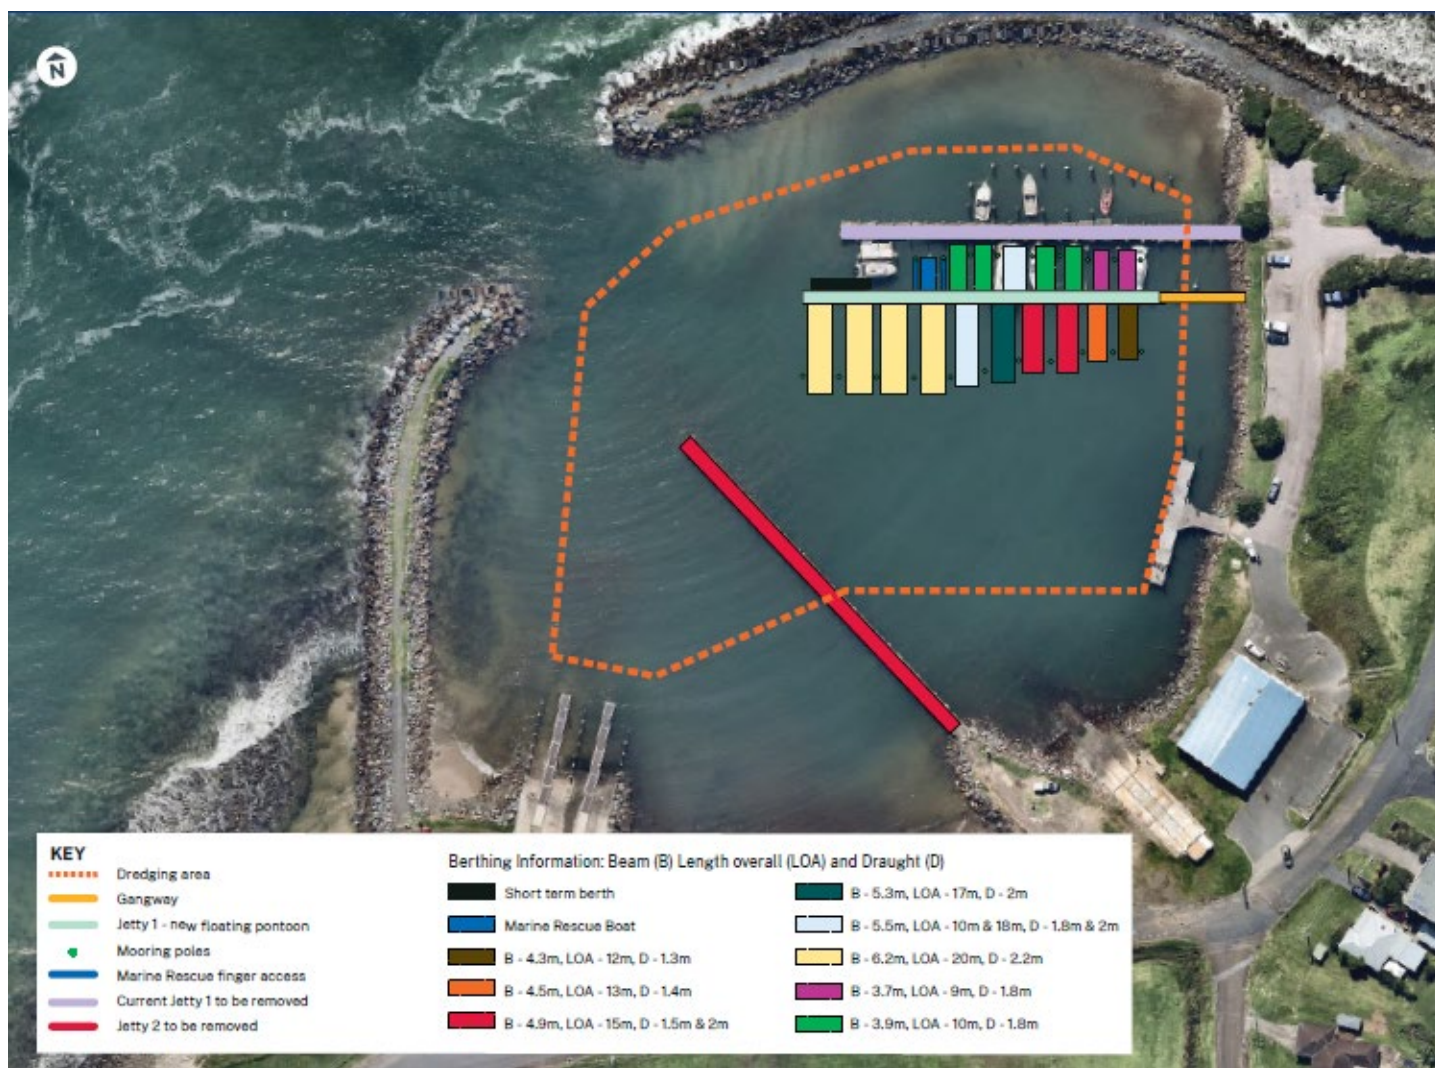 N
KEY
Dredging area
Gangway
Jetty 1 - new floating pontoon
Mooring poles
Marine Rescue finger access
Current Jetty 1 to be removed
Jetty 2 to be removed
Berthing Information: Beam (B) Length overall (LOA) and Draught (D)
Short term berth
Marine Rescue Boat
B - 4.3m, LOA - 12m, D - 1.3m
B - 4.5m, LOA - 13m, D - 1.4m
B - 4.9m, LOA - 15m, D - 1.5m & 2m
B - 5.3m, LOA - 17m, D - 2m
B - 5.5m, LOA - 10m & 18m, D - 1.8m & 2m
B - 6.2m, LOA - 20m, D - 2.2m
B - 3.7m, LOA - 9m, D - 1.8m
B - 3.9m, LOA - 10m, D - 1.8m